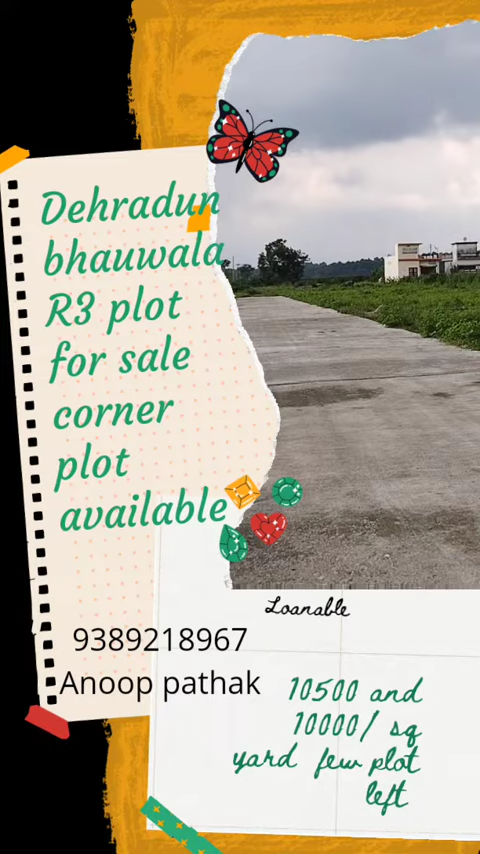 Dehradun
bhauwala
R3 plot
for sale
corner
plot
available
Loanable
9389218967
Anoop pathak
10500 and
10000/ sq
yard few plot
left